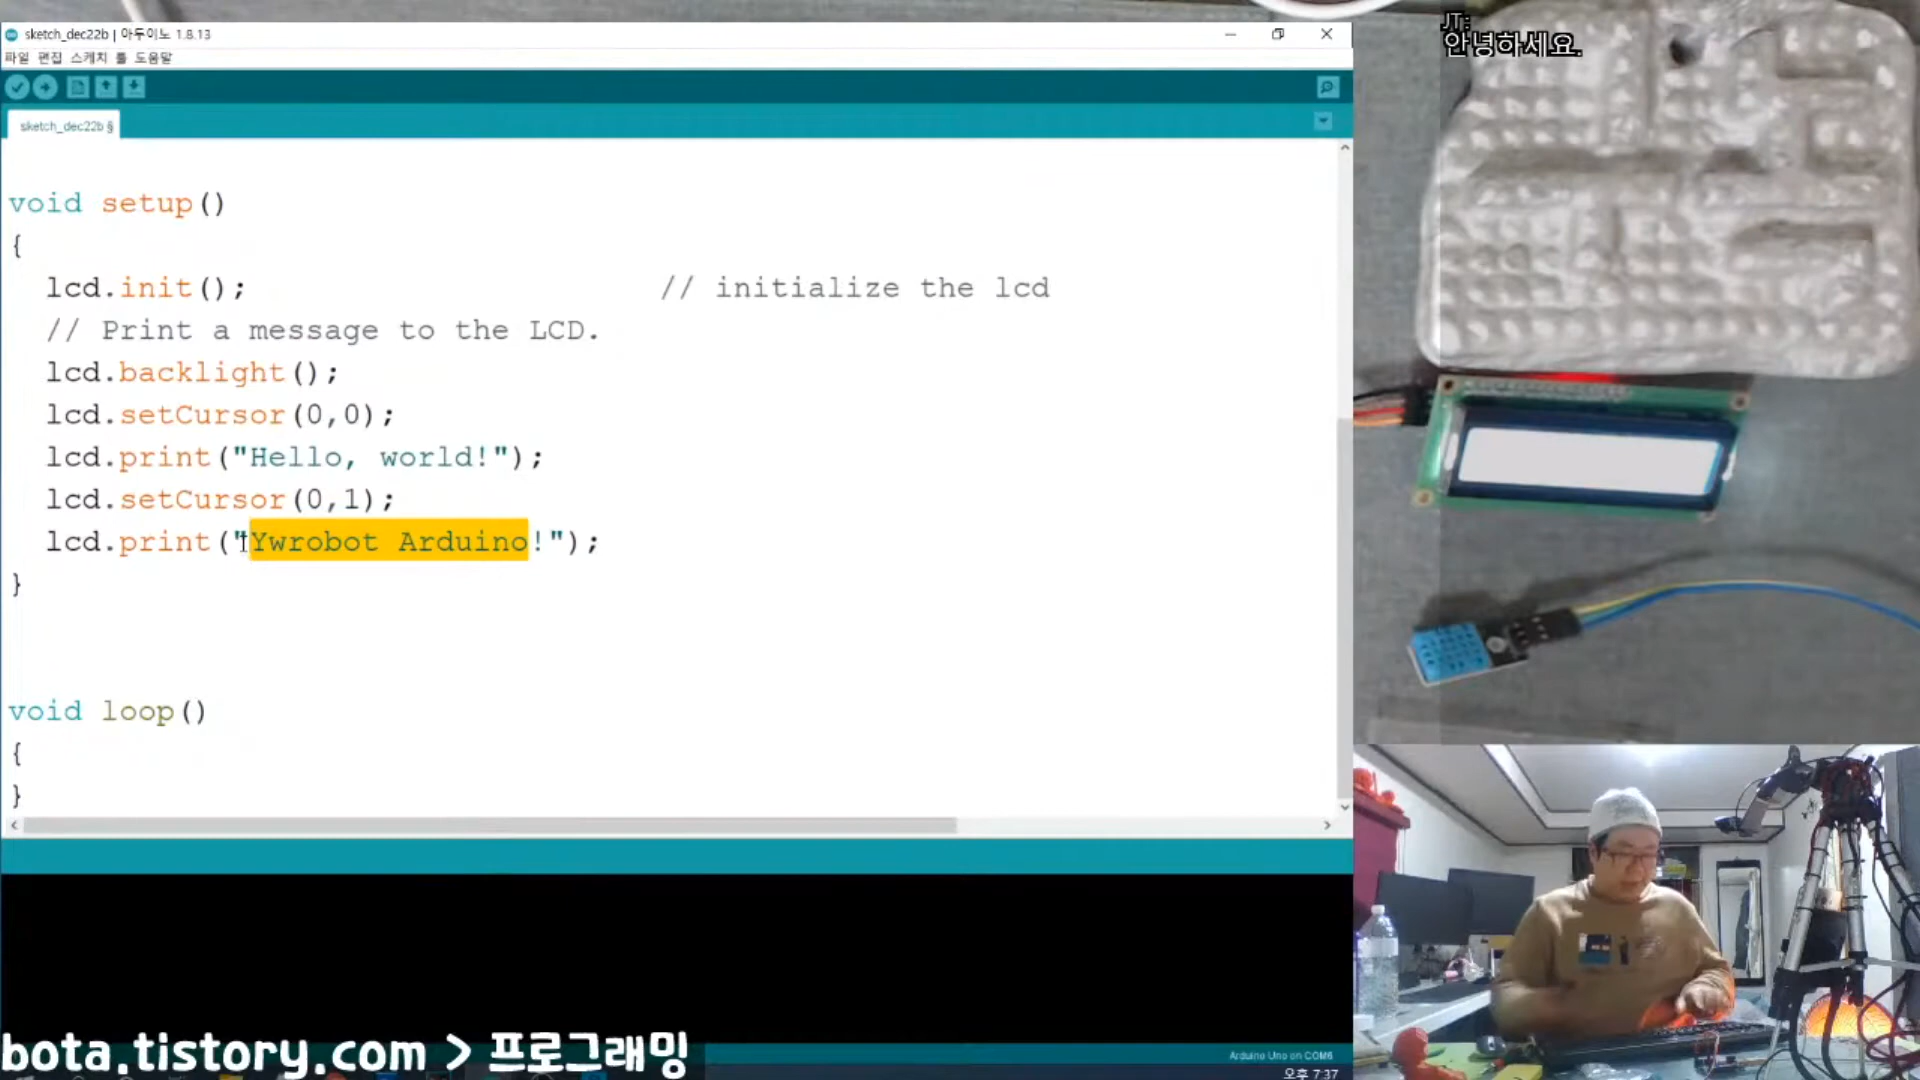 sketch_dec22b | 아두이노 1.8.13
파일 편집 스케치 툴 도움말
sketch_dec22b §
void setup()
{
lcd.init(); // initialize the lcd
// Print a message to the LCD.
lcd.backlight();
lcd.setCursor(0,0);
lcd.print("Hello, world!");
lcd.setCursor(0,1);
lcd.print("Ywrobot Arduino!");
}
void loop()
{
}
JT:
안녕하세요.
bota.tistory.com > 프로그래밍
Arduino Uno on COM6
오후 7:37